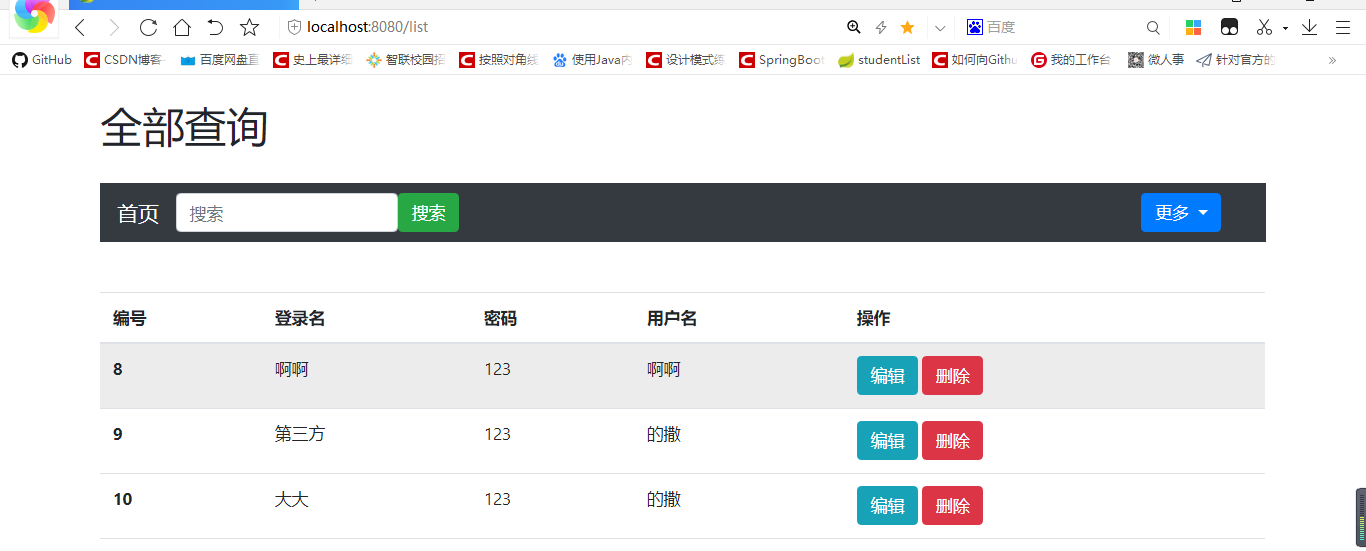 localhost:8080/list
百度
GitHub CSDN博客- 百度网盘直 史上最详细 智联校园招 按照对角线 使用Java内 设计模式练 SpringBoot studentList 如何向Githu 我的工作台 微人事 针对官方的 »
全部查询
首页 搜索 搜索 更多
编号 登录名 密码 用户名 操作
8 啊啊 123 啊啊 编辑 删除
9 第三方 123 的撒 编辑 删除
10 大大 123 的撒 编辑 删除